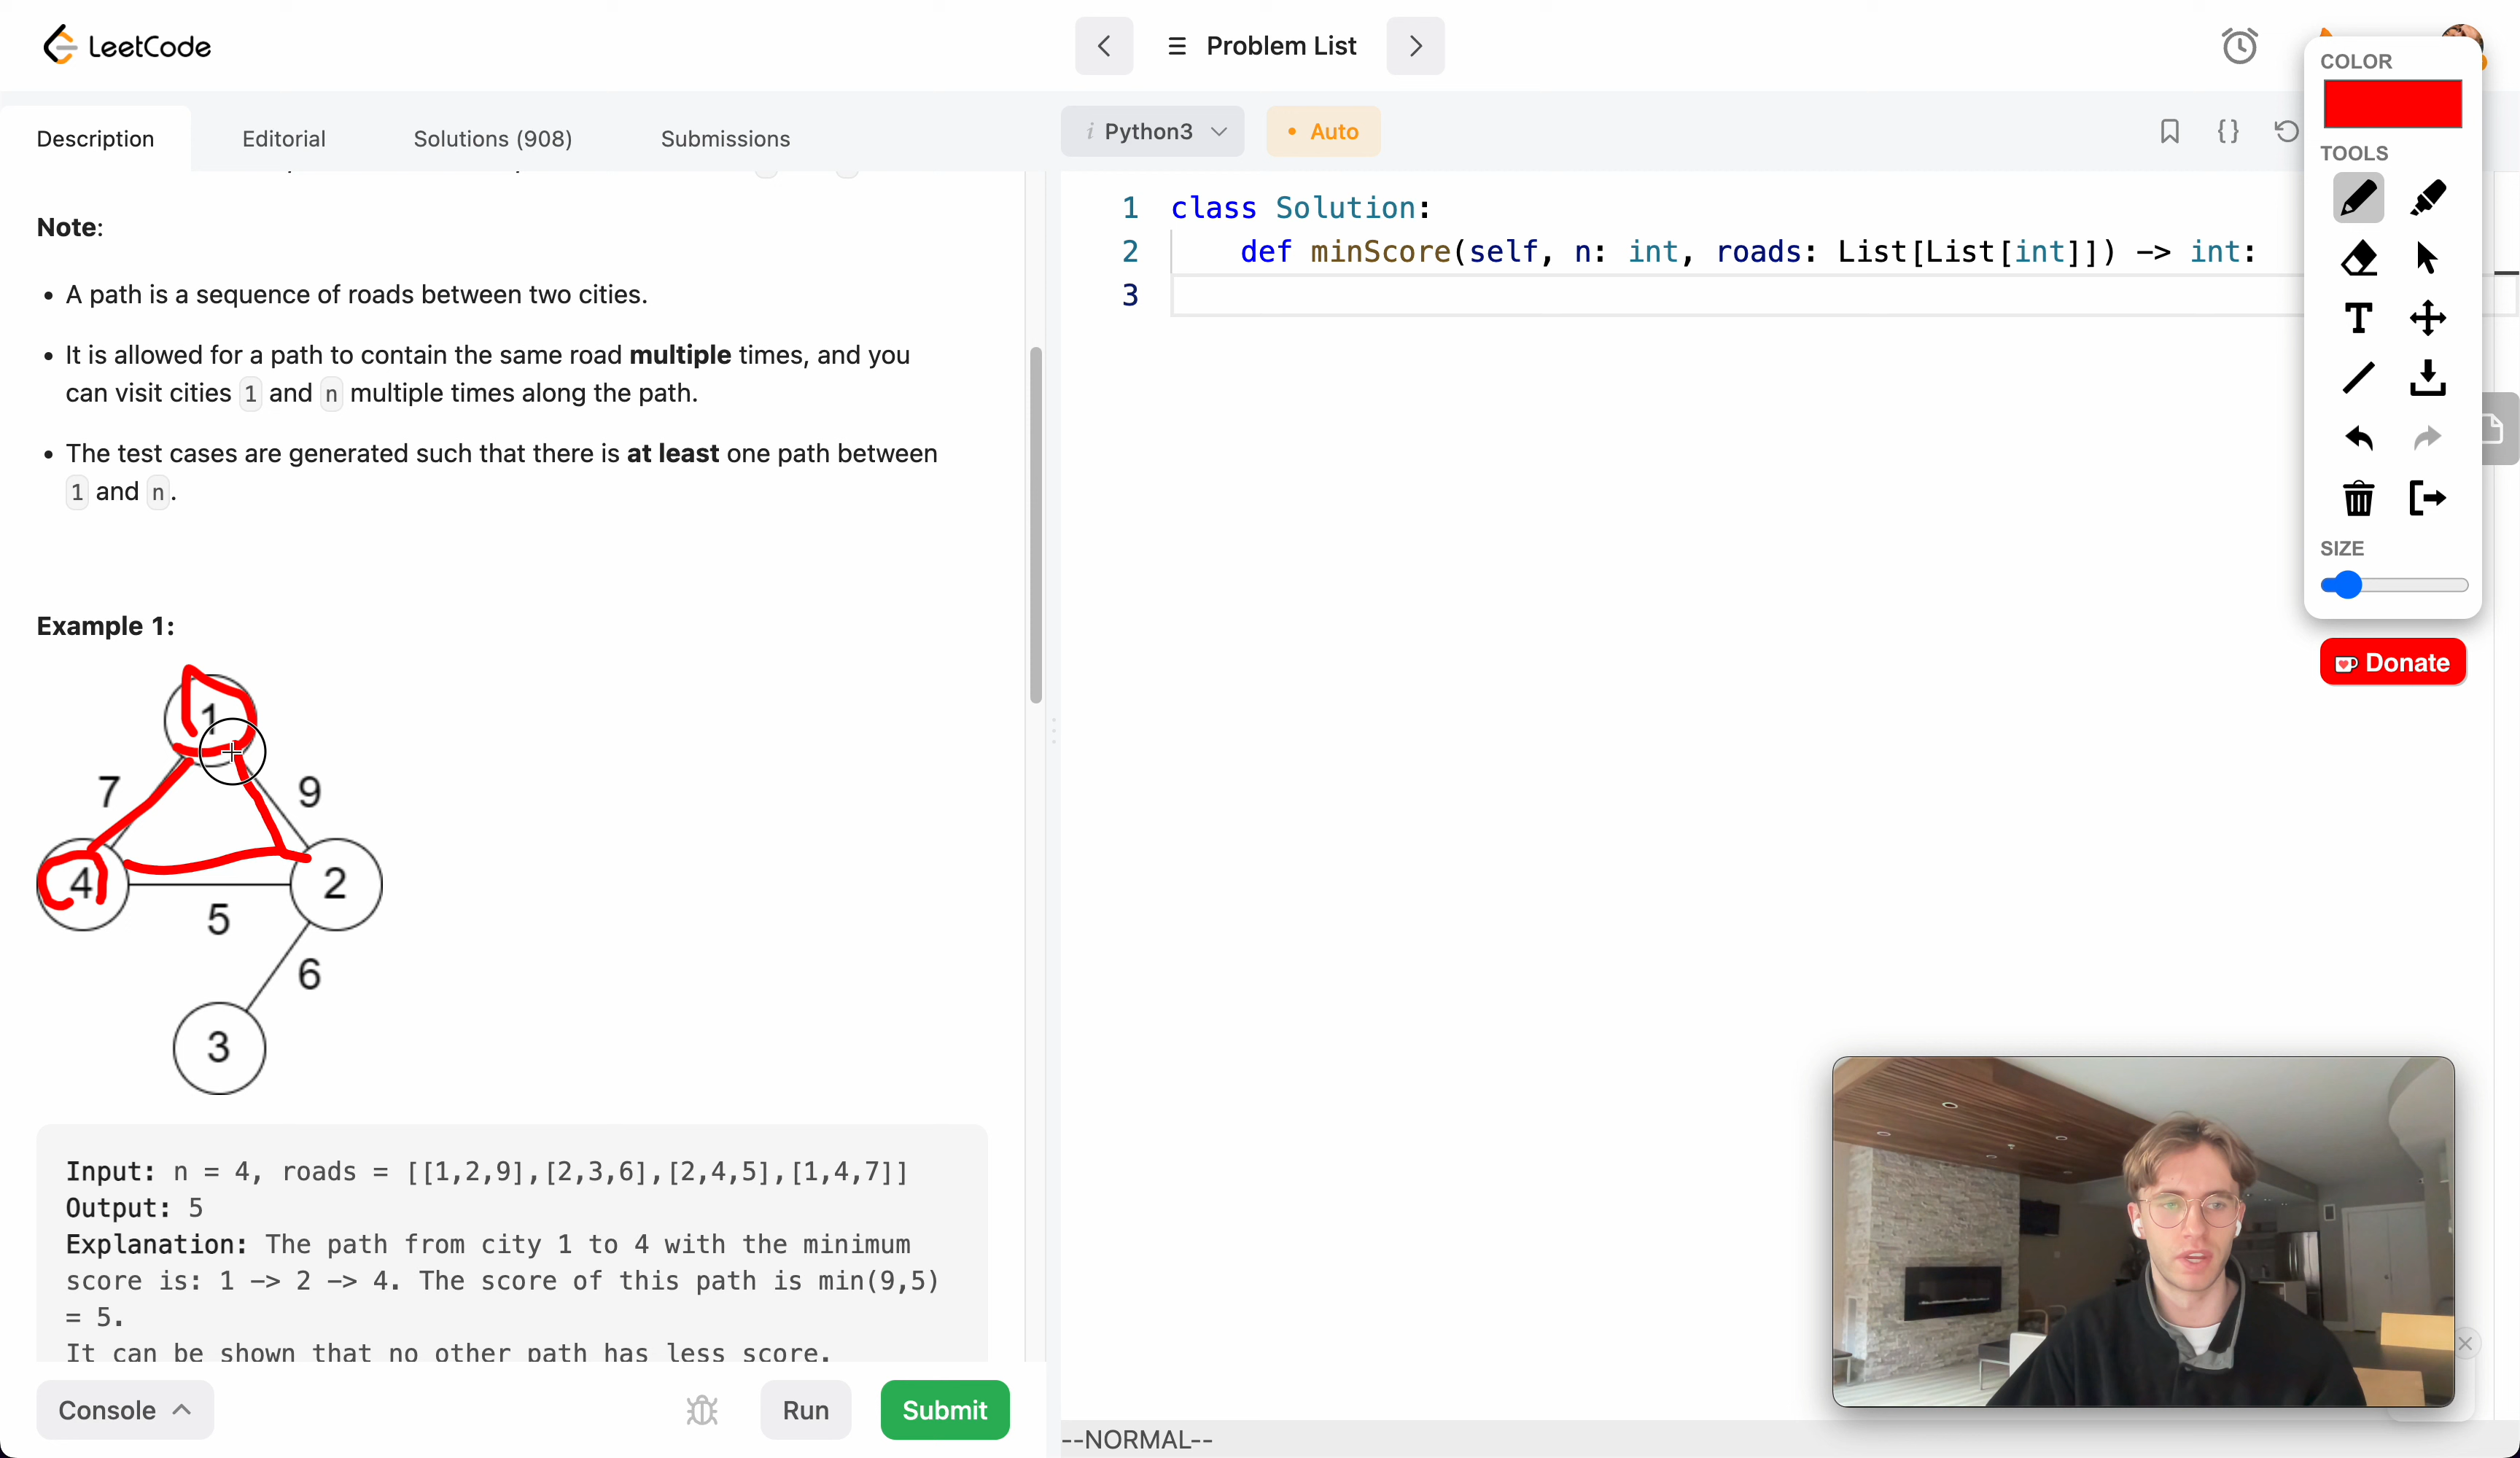 LeetCode
Problem List
Description
Editorial
Solutions (908)
Submissions
Note:
• A path is a sequence of roads between two cities.
• It is allowed for a path to contain the same road multiple times, and you
can visit cities 1 and n multiple times along the path.
• The test cases are generated such that there is at least one path between
1 and n.
Example 1:
1
7
9
4
2
5
6
3
Input: n = 4, roads = [[1,2,9],[2,3,6],[2,4,5],[1,4,7]]
Output: 5
Explanation: The path from city 1 to 4 with the minimum
score is: 1 -> 2 -> 4. The score of this path is min(9,5)
= 5.
It can be shown that no other path has less score.
Console
Run
Submit
i Python3
• Auto
1 class Solution:
2 def minScore(self, n: int, roads: List[List[int]]) -> int:
3
--NORMAL--
COLOR
TOOLS
T
SIZE
Donate